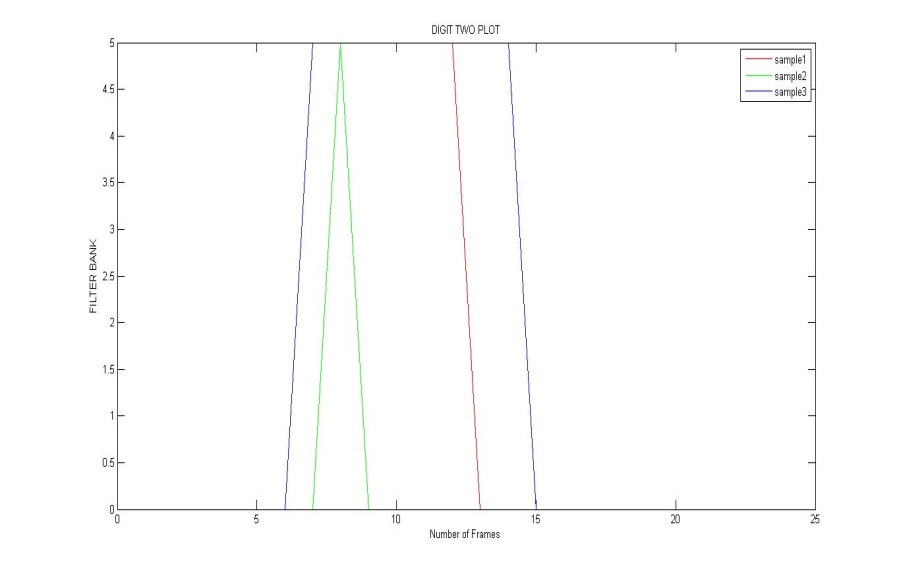 DIGIT TWO PLOT
sample1
sample2
sample3
5
4.5
4
3.5
3
2.5
2
1.5
1
0.5
0
FILTER BANK
0 5 10 15 20 25
Number of Frames